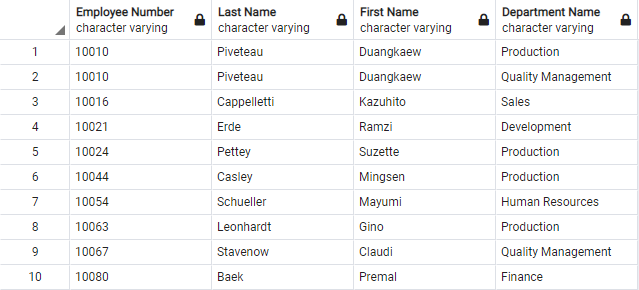 Employee Number Last Name First Name Department Name
character varying character varying character varying character varying
1 10010 Piveteau Duangkaew Production
2 10010 Piveteau Duangkaew Quality Management
3 10016 Cappelletti Kazuhito Sales
4 10021 Erde Ramzi Development
5 10024 Pettey Suzette Production
6 10044 Casley Mingsen Production
7 10054 Schueller Mayumi Human Resources
8 10063 Leonhardt Gino Production
9 10067 Stavenow Claudi Quality Management
10 10080 Baek Premal Finance